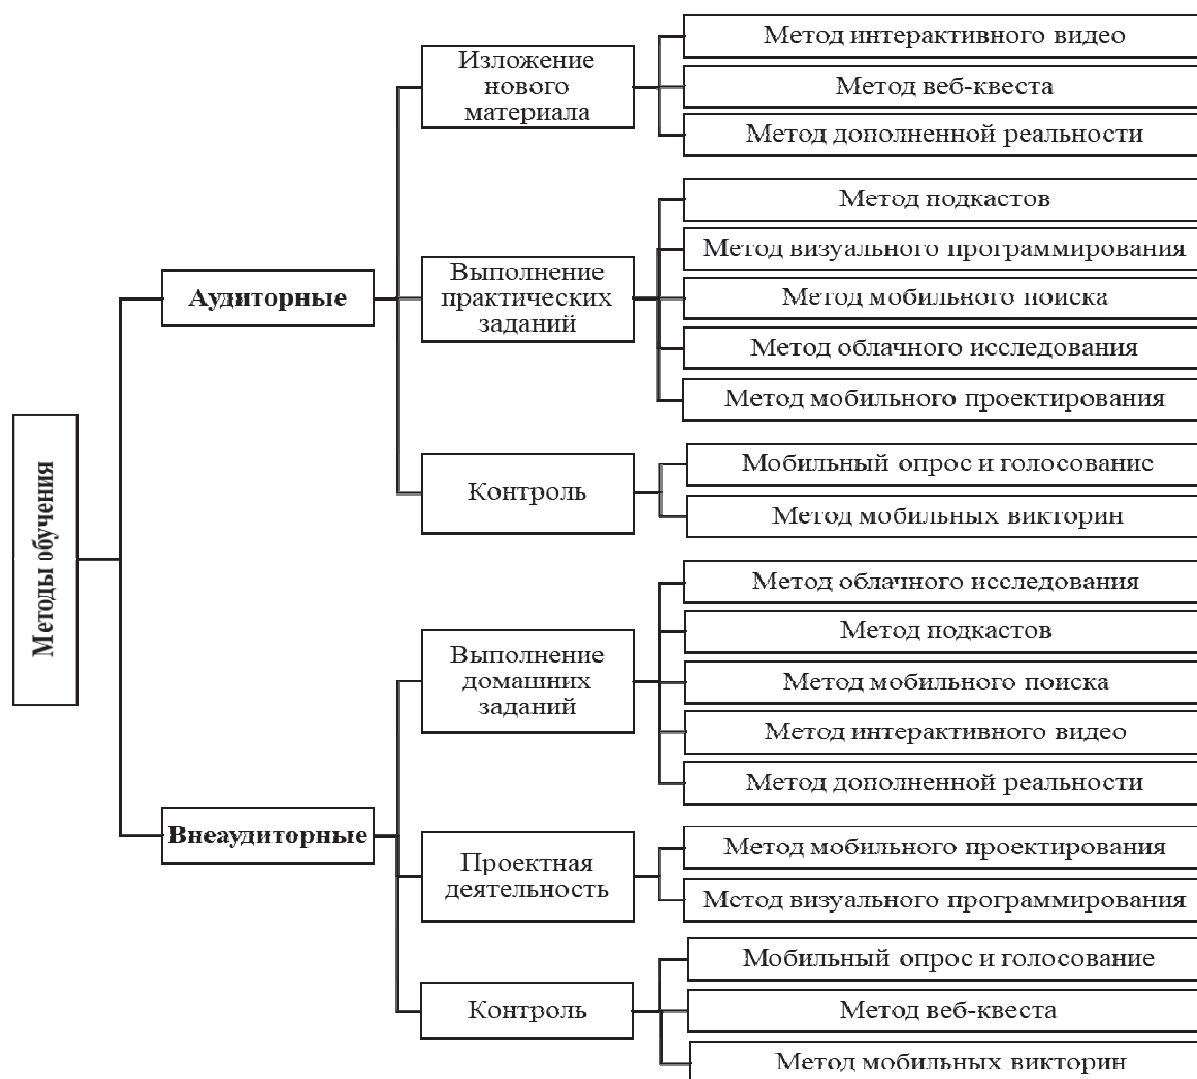 Методы обучения
Аудиторные
Изложение
нового
материала
Метод интерактивного видео
Метод веб-квеста
Метод дополненной реальности
Выполнение
практических
заданий
Метод подкастов
Метод визуального программирования
Метод мобильного поиска
Метод облачного исследования
Метод мобильного проектирования
Контроль
Мобильный опрос и голосование
Метод мобильных викторин
Внеаудиторные
Выполнение
домашних
заданий
Метод облачного исследования
Метод подкастов
Метод мобильного поиска
Метод интерактивного видео
Метод дополненной реальности
Проектная
деятельность
Метод мобильного проектирования
Метод визуального программирования
Контроль
Мобильный опрос и голосование
Метод веб-квеста
Метод мобильных викторин